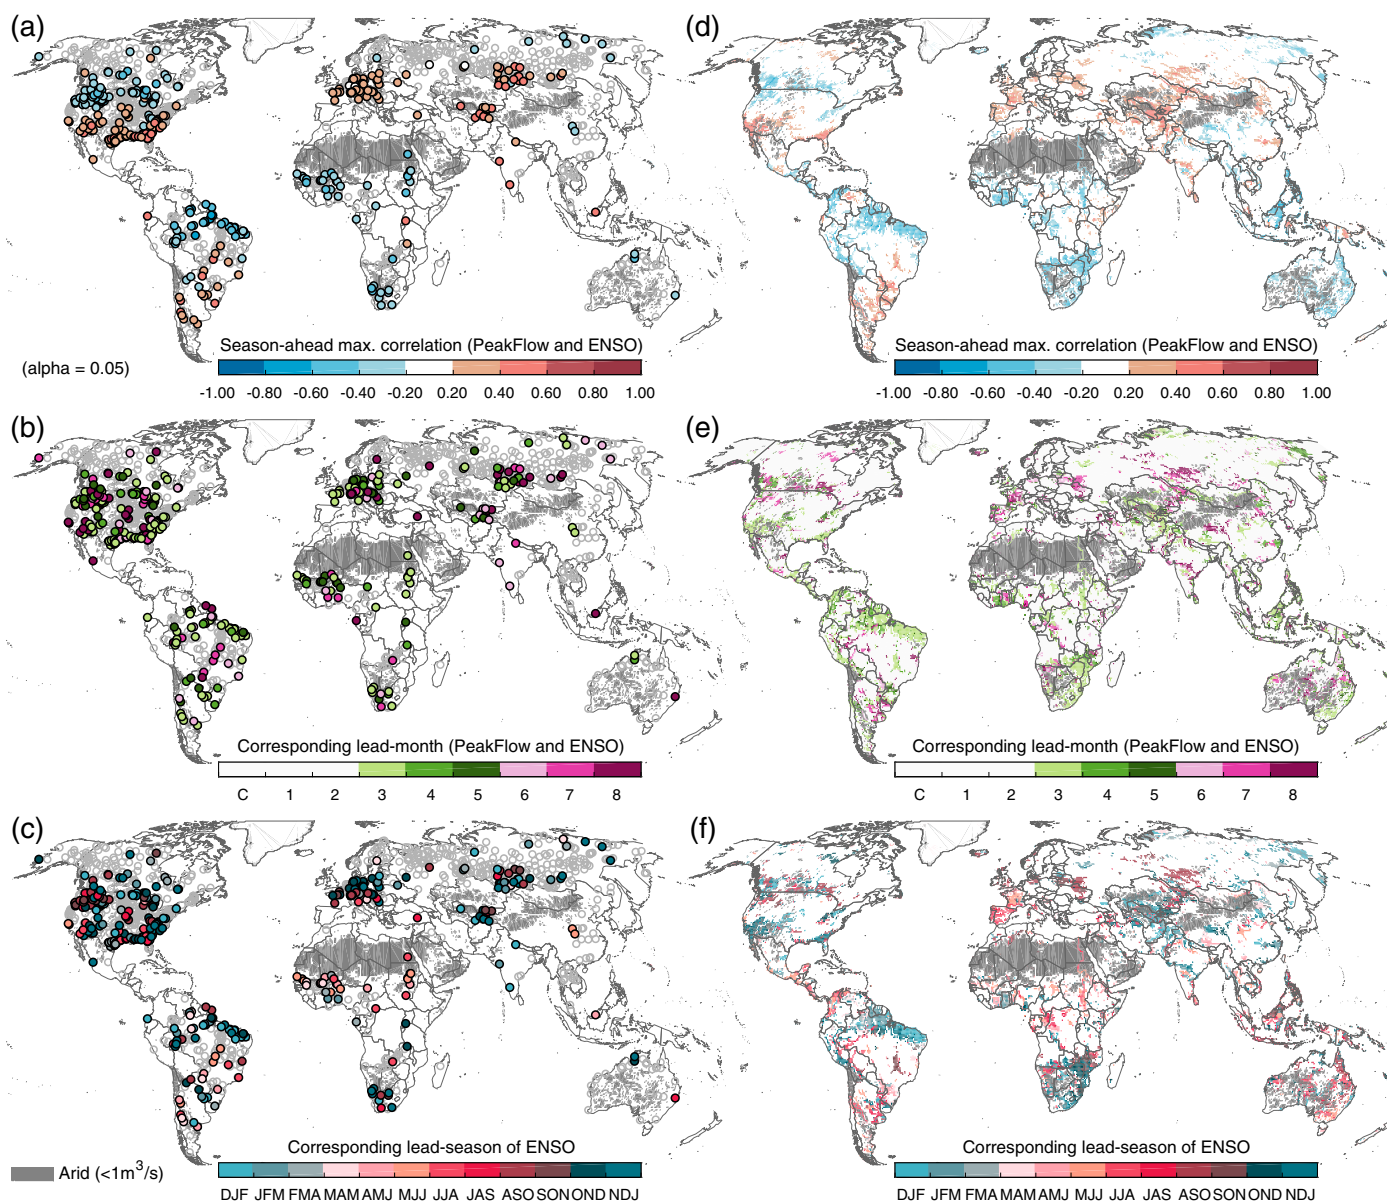 (a)
(d)
Season-ahead max. correlation (PeakFlow and ENSO)
(alpha = 0.05)
-1.00 -0.80 -0.60 -0.40 -0.20 0.20 0.40 0.60 0.80 1.00
Season-ahead max. correlation (PeakFlow and ENSO)
-1.00 -0.80 -0.60 -0.40 -0.20 0.20 0.40 0.60 0.80 1.00
(b)
(e)
Corresponding lead-month (PeakFlow and ENSO)
C 1 2 3 4 5 6 7 8
Corresponding lead-month (PeakFlow and ENSO)
C 1 2 3 4 5 6 7 8
(c)
(f)
Corresponding lead-season of ENSO
Arid (<1m³/s)
DJF JFM FMA MAM AMJ MJJ JJA JAS ASO SON OND NDJ
Corresponding lead-season of ENSO
DJF JFM FMA MAM AMJ MJJ JJA JAS ASO SON OND NDJ